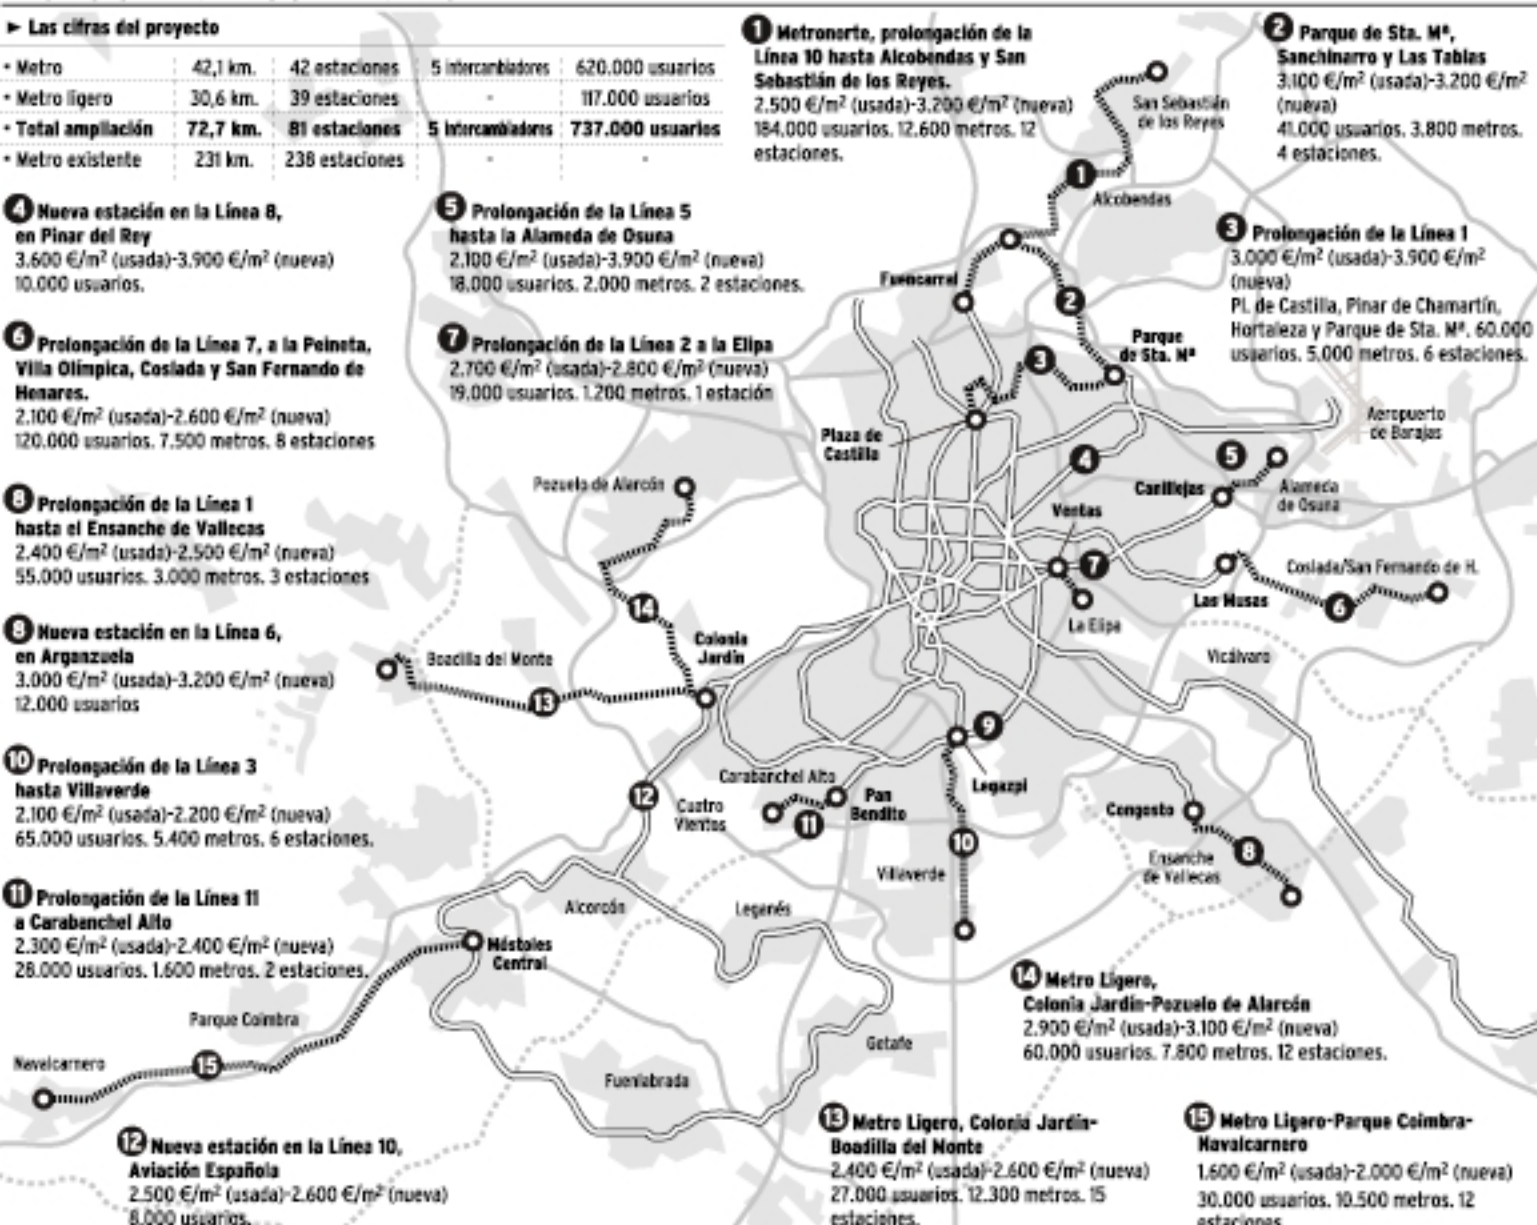 ► Las cifras del proyecto
• Metro 42,1 km. 42 estaciones 5 intercambiadores 620.000 usuarios
• Metro ligero 30,6 km. 39 estaciones - 117.000 usuarios
• Total ampliación 72,7 km. 81 estaciones 5 intercambiadores 737.000 usuarios
• Metro existente 231 km. 238 estaciones - -
1 Metronorte, prolongación de la
Línea 10 hasta Alcobendas y San
Sebastián de los Reyes.
2.500 €/m² (usada)-3.200 €/m² (nueva)
184.000 usuarios. 12.600 metros. 12
estaciones.
2 Parque de Sta. Mª,
Sanchinarro y Las Tablas
3.100 €/m² (usada)-3.200 €/m²
(nueva)
41.000 usuarios. 3.800 metros.
4 estaciones.
3 Prolongación de la Línea 1
3.000 €/m² (usada)-3.900 €/m²
(nueva)
Pl. de Castilla, Pinar de Chamartín,
Hortaleza y Parque de Sta. Mª. 60.000
usuarios. 5.000 metros. 6 estaciones.
4 Nueva estación en la Línea 8,
en Pinar del Rey
3.600 €/m² (usada)-3.900 €/m² (nueva)
10.000 usuarios.
5 Prolongación de la Línea 5
hasta la Alameda de Osuna
2.100 €/m² (usada)-3.900 €/m² (nueva)
18.000 usuarios. 2.000 metros. 2 estaciones.
6 Prolongación de la Línea 7, a la Peineta,
Villa Olímpica, Coslada y San Fernando de
Henares.
2.100 €/m² (usada)-2.600 €/m² (nueva)
120.000 usuarios. 7.500 metros. 8 estaciones
7 Prolongación de la Línea 2 a la Elipa
2.700 €/m² (usada)-2.800 €/m² (nueva)
19.000 usuarios. 1.200 metros. 1 estación
8 Prolongación de la Línea 1
hasta el Ensanche de Vallecas
2.400 €/m² (usada)-2.500 €/m² (nueva)
55.000 usuarios. 3.000 metros. 3 estaciones
8 Nueva estación en la Línea 6,
en Arganzuela
3.000 €/m² (usada)-3.200 €/m² (nueva)
12.000 usuarios
10 Prolongación de la Línea 3
hasta Villaverde
2.100 €/m² (usada)-2.200 €/m² (nueva)
65.000 usuarios. 5.400 metros. 6 estaciones.
11 Prolongación de la Línea 11
a Carabanchel Alto
2.300 €/m² (usada)-2.400 €/m² (nueva)
28.000 usuarios. 1.600 metros. 2 estaciones.
12 Nueva estación en la Línea 10,
Aviación Española
2.500 €/m² (usada)-2.600 €/m² (nueva)
8.000 usuarios.
13 Metro Ligero, Colonia Jardín-
Boadilla del Monte
2.400 €/m² (usada)-2.600 €/m² (nueva)
27.000 usuarios. 12.300 metros. 15
estaciones.
14 Metro Ligero,
Colonia Jardín-Pozuelo de Alarcón
2.900 €/m² (usada)-3.100 €/m² (nueva)
60.000 usuarios. 7.800 metros. 12 estaciones.
15 Metro Ligero-Parque Coimbra-
Navalcarnero
1.600 €/m² (usada)-2.000 €/m² (nueva)
30.000 usuarios. 10.500 metros. 12
estaciones
San Sebastián
de los Reyes
1
Alcobendas
Fuencarral
2
Parque
de Sta. Mª
3
Plaza de
Castilla
Aeropuerto
de Barajas
4
5
Canillejas
Alameda
de Osuna
Pozuelo de Alarcón
Ventas
7
Coslada/San Fernando de H.
Las Musas
6
La Elipa
14
Colonia
Jardín
Boadilla del Monte
13
Vicálvaro
9
Legazpi
Carabanchel Alto
12
Cuatro
Vientos
11
Pan
Bendito
10
Villaverde
Congosto
8
Ensanche
de Vallecas
Alcorcón
Leganés
Móstoles
Central
Parque Coimbra
Navalcarnero
15
Getafe
Fuenlabrada